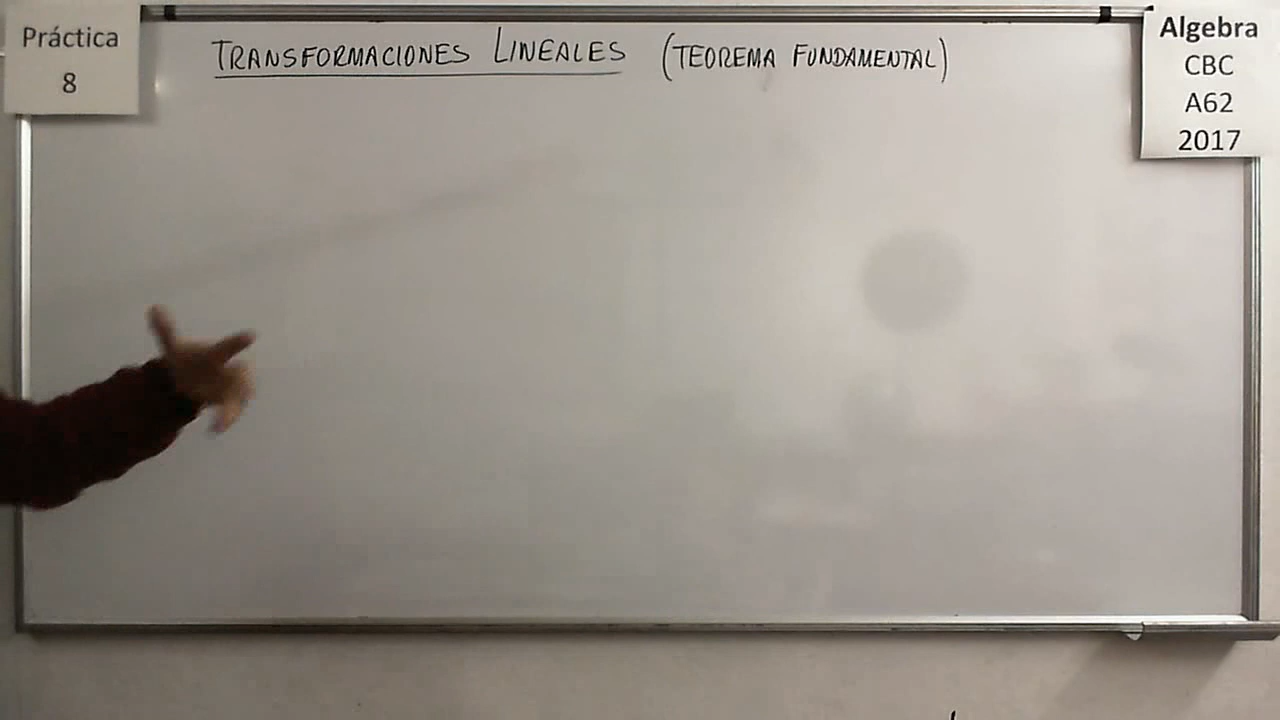 Práctica
8
TRANSFORMACIONES LINEALES (TEOREMA FUNDAMENTAL)
Algebra
CBC
A62
2017